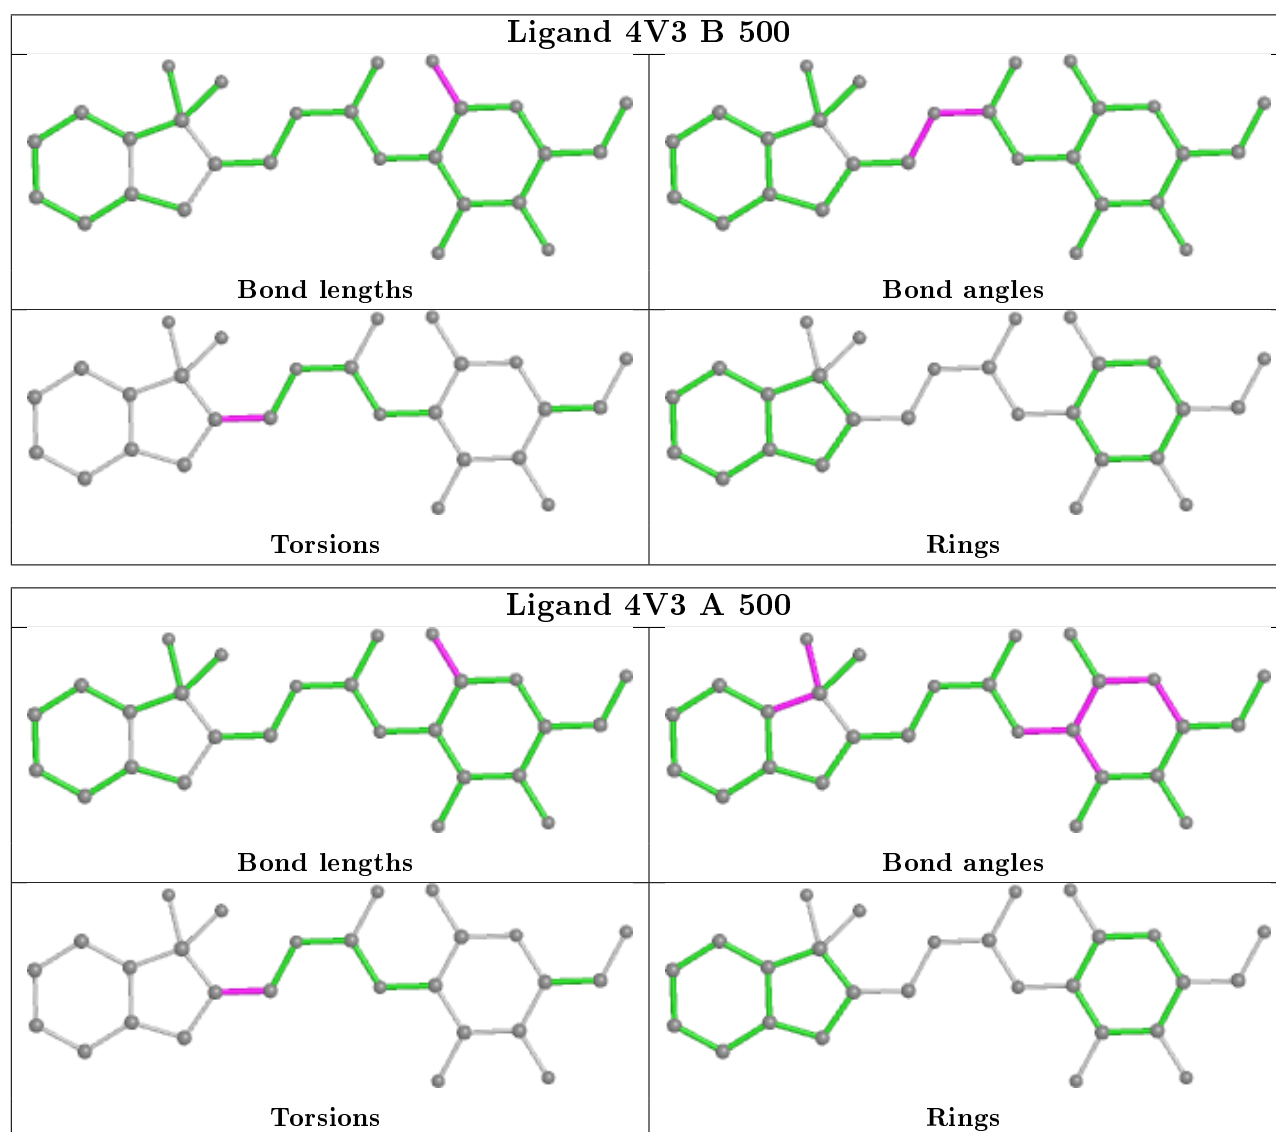 Ligand 4V3 B 500
Bond lengths
Bond angles
Torsions
Rings
Ligand 4V3 A 500
Bond lengths
Bond angles
Torsions
Rings